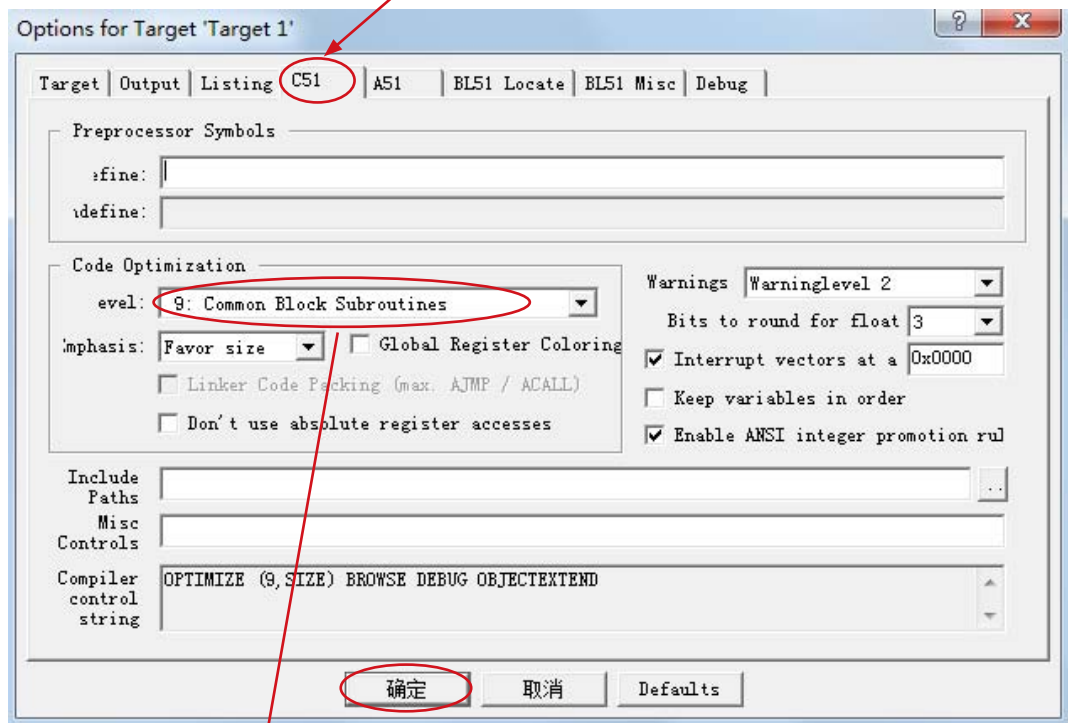 Options for Target 'Target 1'
Target Output Listing C51 A51 BL51 Locate BL51 Misc Debug
Preprocessor Symbols
efine:
define:
Code Optimization
evel: 9: Common Block Subroutines
Warnings Warninglevel 2
Bits to round for float 3
mphasis: Favor size Global Register Coloring
Interrupt vectors at a 0x0000
Linker Code Packing (max. AJMP / ACALL)
Keep variables in order
Don't use absolute register accesses
Enable ANSI integer promotion rul
Include Paths
..
Misc Controls
Compiler control string
OPTIMIZE (9,SIZE) BROWSE DEBUG OBJECTEXTEND
确定 取消 Defaults